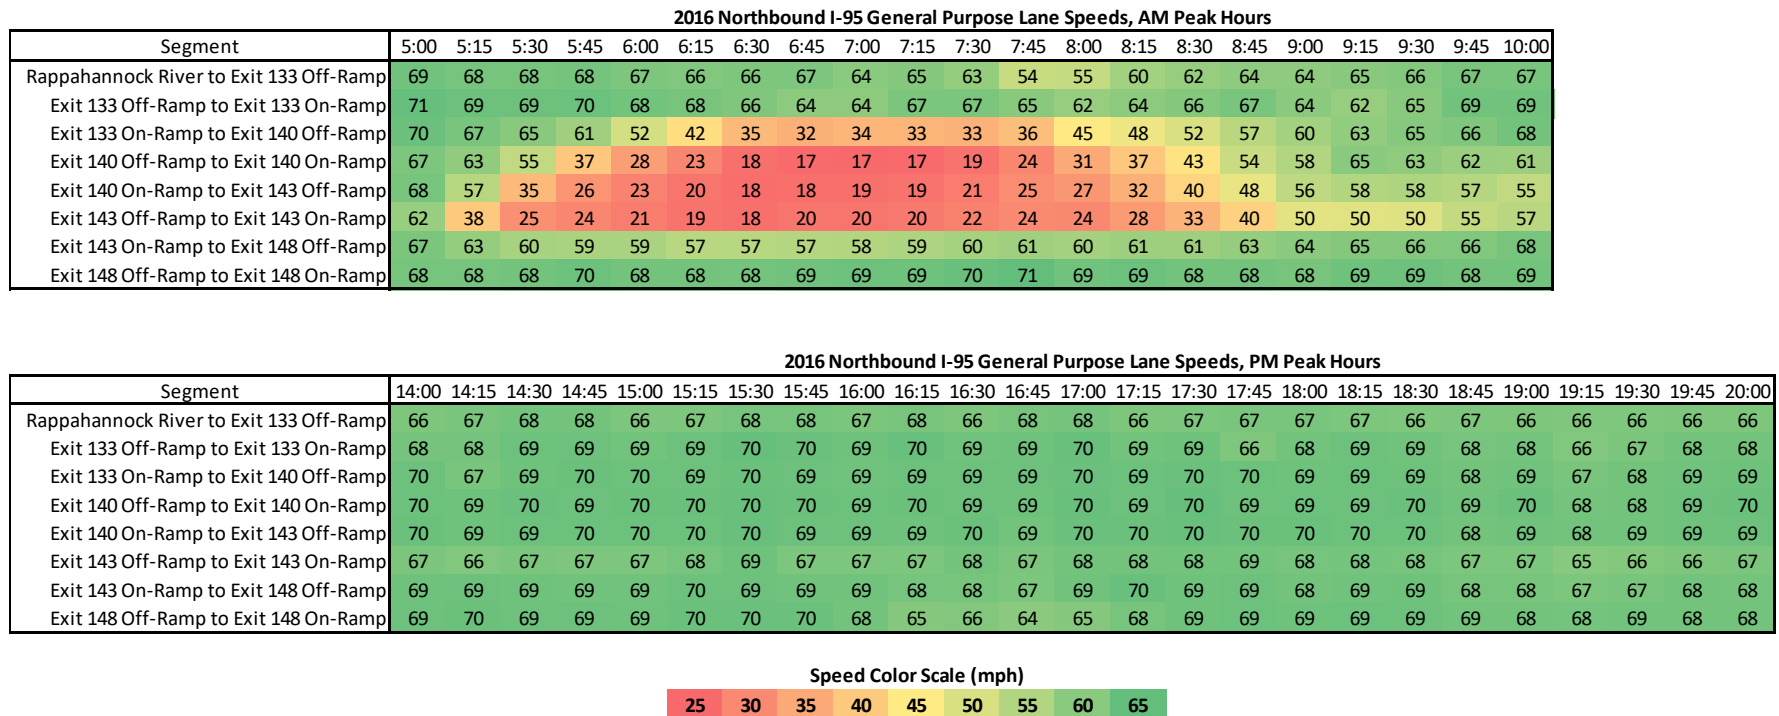 2016 Northbound I-95 General Purpose Lane Speeds, AM Peak Hours
Segment 5:00 5:15 5:30 5:45 6:00 6:15 6:30 6:45 7:00 7:15 7:30 7:45 8:00 8:15 8:30 8:45 9:00 9:15 9:30 9:45 10:00
Rappahannock River to Exit 133 Off-Ramp 69 68 68 68 67 66 66 67 64 65 63 54 55 60 62 64 64 65 66 67 67
Exit 133 Off-Ramp to Exit 133 On-Ramp 71 69 69 70 68 68 66 64 64 67 67 65 62 64 66 67 64 62 65 69 69
Exit 133 On-Ramp to Exit 140 Off-Ramp 70 67 65 61 52 42 35 32 34 33 33 36 45 48 52 57 60 63 65 66 68
Exit 140 Off-Ramp to Exit 140 On-Ramp 67 63 55 37 28 23 18 17 17 17 19 24 31 37 43 54 58 65 63 62 61
Exit 140 On-Ramp to Exit 143 Off-Ramp 68 57 35 26 23 20 18 18 19 19 21 25 27 32 40 48 56 58 58 57 55
Exit 143 Off-Ramp to Exit 143 On-Ramp 62 38 25 24 21 19 18 20 20 20 22 24 24 28 33 40 50 50 50 55 57
Exit 143 On-Ramp to Exit 148 Off-Ramp 67 63 60 59 59 57 57 57 58 59 60 61 60 61 61 63 64 65 66 66 68
Exit 148 Off-Ramp to Exit 148 On-Ramp 68 68 68 70 68 68 68 69 69 69 70 71 69 69 68 68 68 69 69 68 69
2016 Northbound I-95 General Purpose Lane Speeds, PM Peak Hours
Segment 14:00 14:15 14:30 14:45 15:00 15:15 15:30 15:45 16:00 16:15 16:30 16:45 17:00 17:15 17:30 17:45 18:00 18:15 18:30 18:45 19:00 19:15 19:30 19:45 20:00
Rappahannock River to Exit 133 Off-Ramp 66 67 68 68 66 67 68 68 67 68 66 68 68 66 67 67 67 67 66 67 66 66 66 66 66
Exit 133 Off-Ramp to Exit 133 On-Ramp 68 68 69 69 69 69 70 70 69 70 69 69 70 69 69 66 68 69 69 68 68 66 67 68 68
Exit 133 On-Ramp to Exit 140 Off-Ramp 70 67 69 70 70 69 70 69 69 69 69 69 70 69 70 70 69 69 69 68 69 67 68 69 69
Exit 140 Off-Ramp to Exit 140 On-Ramp 70 69 70 69 70 70 70 70 70 70 70 70 70 69 70 69 69 69 70 69 70 68 68 69 70
Exit 140 On-Ramp to Exit 143 Off-Ramp 70 69 69 70 70 70 70 69 69 69 70 69 70 70 70 70 70 70 70 68 69 68 69 69 69
Exit 143 Off-Ramp to Exit 143 On-Ramp 67 66 67 67 67 68 69 67 67 67 68 67 68 68 68 69 68 68 68 67 67 65 66 66 67
Exit 143 On-Ramp to Exit 148 Off-Ramp 69 69 69 69 69 70 69 69 69 68 68 67 69 70 69 69 68 69 69 68 68 67 67 68 68
Exit 148 Off-Ramp to Exit 148 On-Ramp 69 70 69 69 69 70 70 70 68 65 66 64 65 68 69 69 69 69 69 69 68 68 69 68 68
Speed Color Scale (mph)
25 30 35 40 45 50 55 60 65